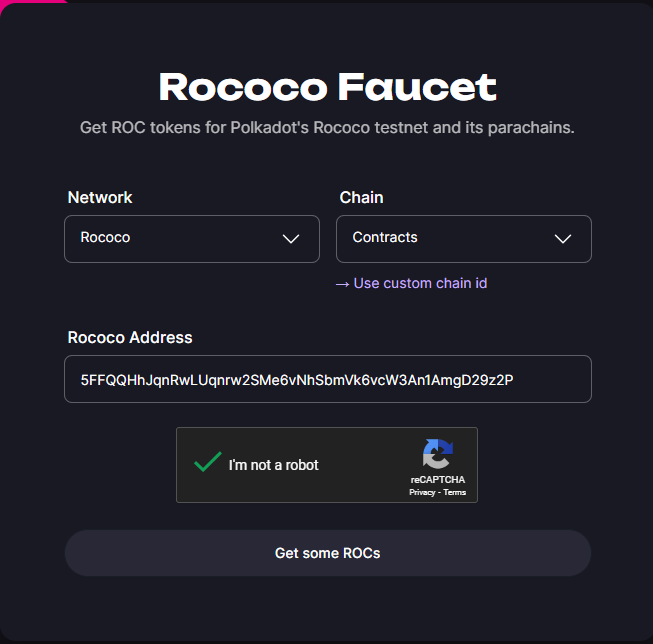 Rococo Faucet
Get ROC tokens for Polkadot's Rococo testnet and its parachains.
Network
Chain
Rococo
Contracts
→ Use custom chain id
Rococo Address
5FFQQHhJqnRwLUqnrw2SMe6vNhSbmVk6vcW3An1AmgD29z2P
I'm not a robot
reCAPTCHA
Privacy - Terms
Get some ROCs